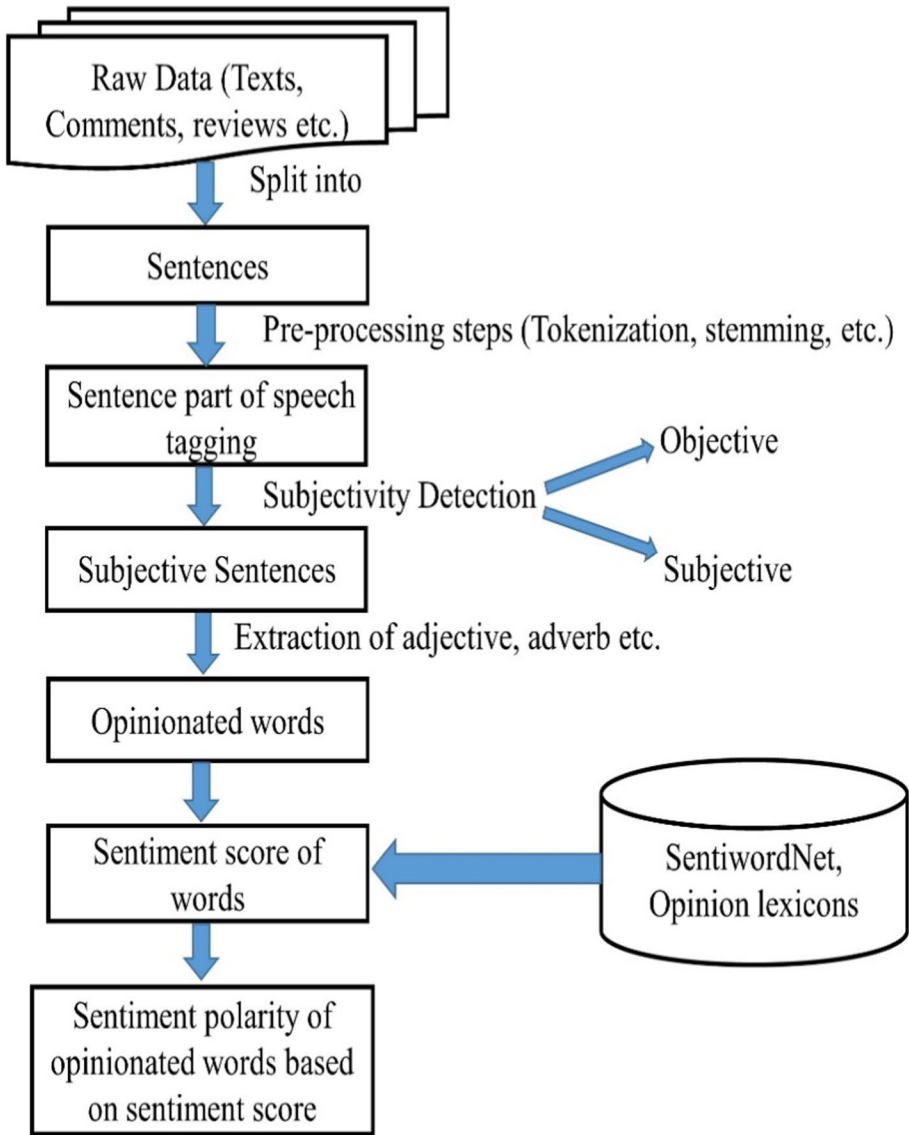 Raw Data (Texts,
Comments, reviews etc.)
Split into
Sentences
Pre-processing steps (Tokenization, stemming, etc.)
Sentence part of speech
tagging
Objective
Subjectivity Detection
Subjective
Subjective Sentences
Extraction of adjective, adverb etc.
Opinionated words
Sentiment score of
words
SentiwordNet,
Opinion lexicons
Sentiment polarity of
opinionated words based
on sentiment score